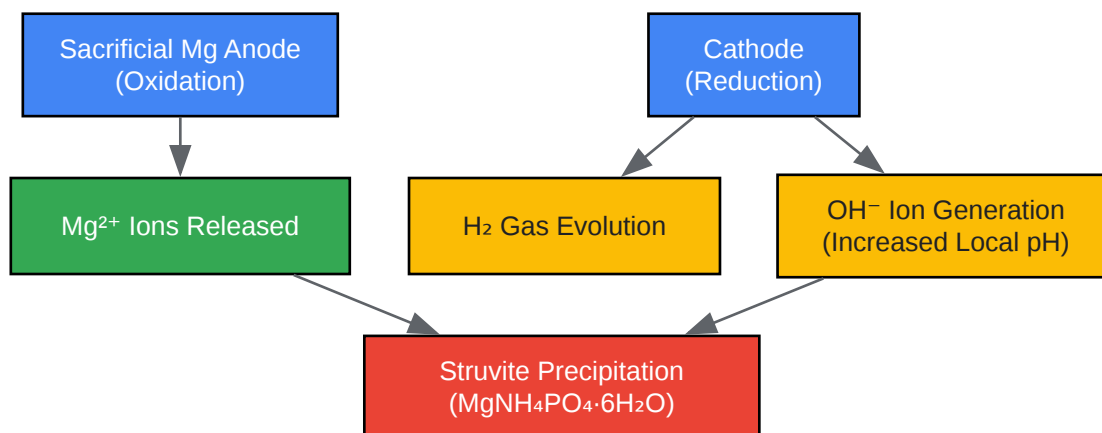 Sacrificial Mg Anode
(Oxidation)
Cathode
(Reduction)
Mg²⁺ Ions Released
H₂ Gas Evolution
OH⁻ Ion Generation
(Increased Local pH)
Struvite Precipitation
(MgNH₄PO₄·6H₂O)